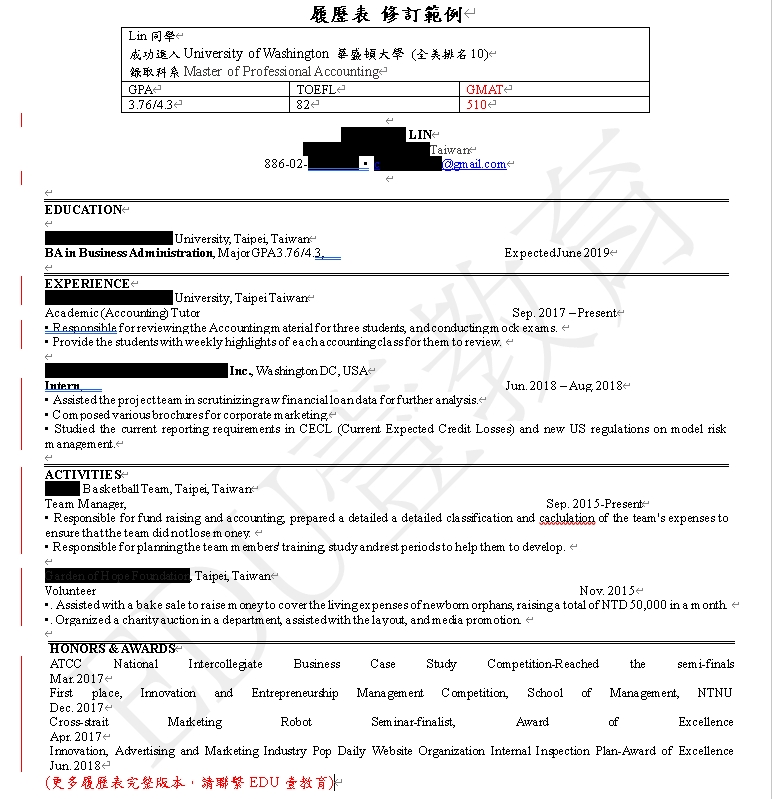 履歷表 修訂範例
Lin 同學
成功進入 University of Washington 華盛頓大學 (全美排名 10)
錄取科系 Master of Professional Accounting
GPA TOEFL GMAT
3.76/4.3 82 510
LIN
Taiwan
886-02- • @gmail.com
EDUCATION
University, Taipei, Taiwan
BA in Business Administration, Major GPA 3.76/4.3, Expected June 2019
EXPERIENCE
University, Taipei Taiwan
Academic (Accounting) Tutor Sep. 2017 – Present
• Responsible for reviewing the Accounting material for three students, and conducting mock exams.
• Provide the students with weekly highlights of each accounting class for them to review.
Inc., Washington DC, USA
Intern, Jun. 2018 – Aug. 2018
• Assisted the project team in scrutinizing raw financial loan data for further analysis.
• Composed various brochures for corporate marketing.
• Studied the current reporting requirements in CECL (Current Expected Credit Losses) and new US regulations on model risk
management.
ACTIVITIES
Basketball Team, Taipei, Taiwan
Team Manager, Sep. 2015-Present
• Responsible for fund raising and accounting; prepared a detailed a detailed classification and caclulation of the team's expenses to
ensure that the team did not lose money.
• Responsible for planning the team members' training, study and rest periods to help them to develop.
Garden of Hope Foundation, Taipei, Taiwan
Volunteer Nov. 2015
•. Assisted with a bake sale to raise money to cover the living expenses of newborn orphans, raising a total of NTD 50,000 in a month.
•. Organized a charity auction in a department, assisted with the layout, and media promotion.
HONORS & AWARDS
ATCC National Intercollegiate Business Case Study Competition-Reached the semi-finals
Mar. 2017
First place, Innovation and Entrepreneurship Management Competition, School of Management, NTNU
Dec. 2017
Cross-strait Marketing Robot Seminar-finalist, Award of Excellence
Apr. 2017
Innovation, Advertising and Marketing Industry Pop Daily Website Organization Internal Inspection Plan-Award of Excellence
Jun. 2018
(更多履歷表完整版本，請聯繫 EDU 壹教育)
EDU壹教育